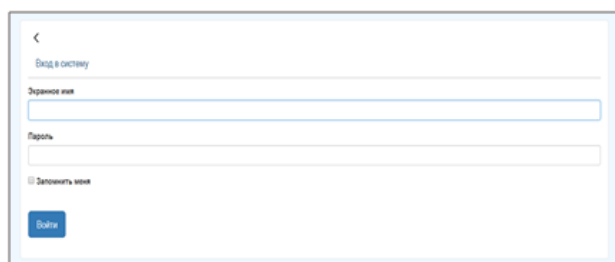 Вход в систему
Экранное имя
Пароль
Запомнить меня
Войти